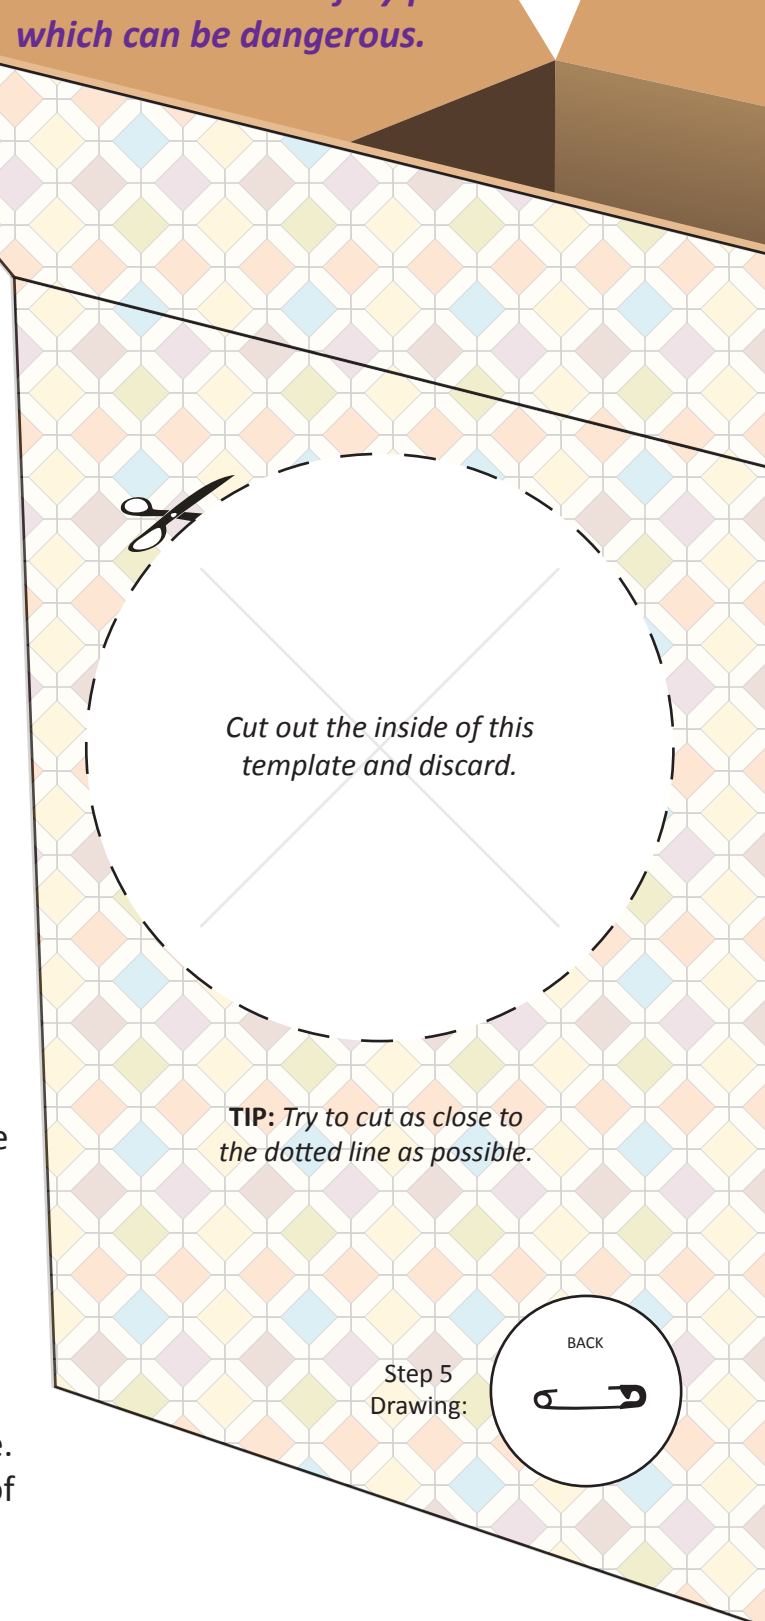 which can be dangerous.
Cut out the inside of this
template and discard.
TIP: Try to cut as close to
the dotted line as possible.
BACK
Step 5
Drawing:
of